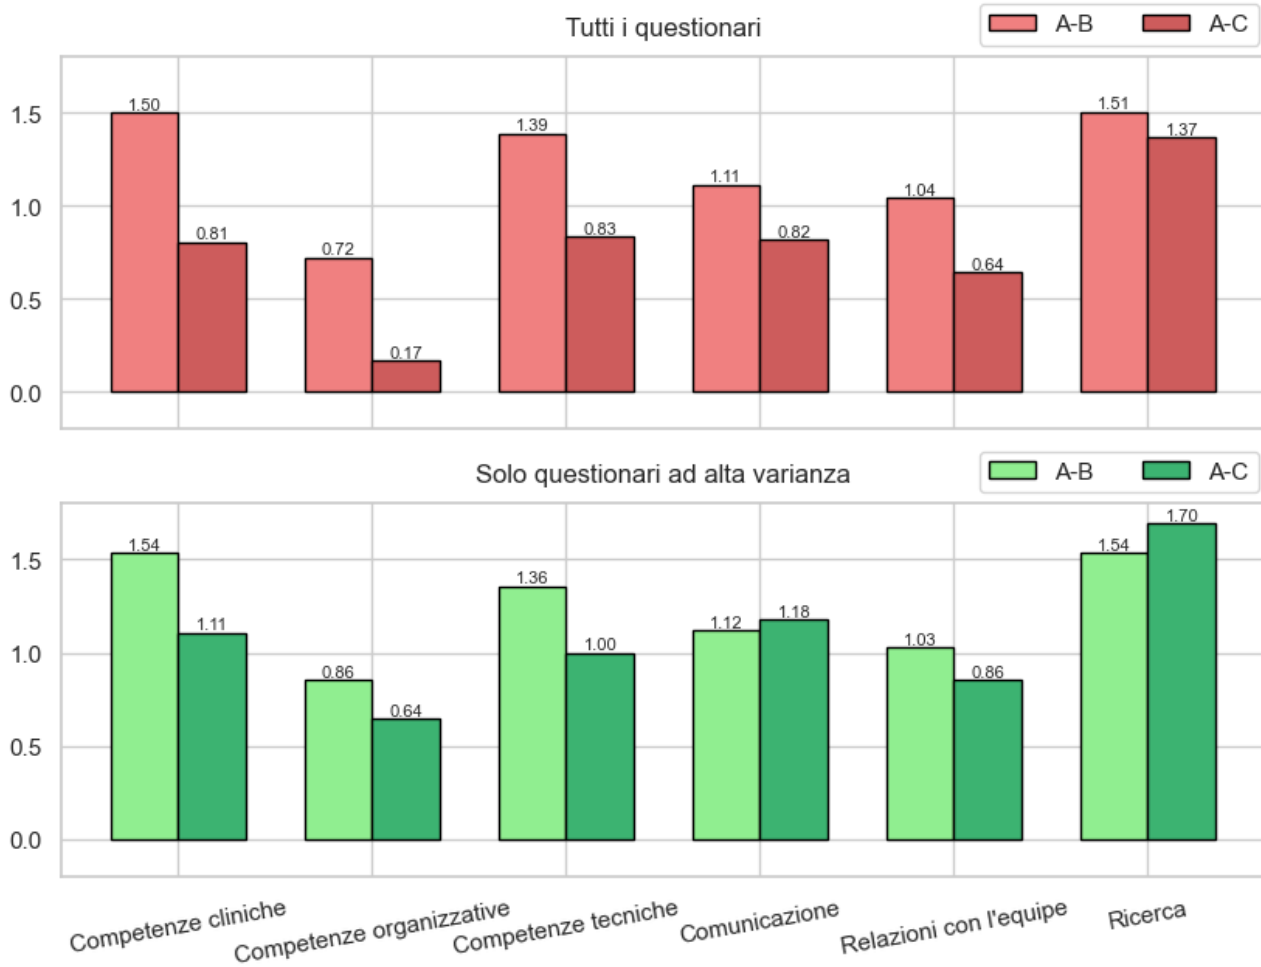 Tutti i questionari
A-B A-C
1.5
1.0
0.5
0.0
1.50 0.81 0.72 0.17 1.39 0.83 1.11 0.82 1.04 0.64 1.51 1.37
Solo questionari ad alta varianza
A-B A-C
1.5
1.0
0.5
0.0
1.54 1.11 0.86 0.64 1.36 1.00 1.12 1.18 1.03 0.86 1.54 1.70
Competenze cliniche
Competenze organizzative
Competenze tecniche
Comunicazione
Relazioni con l'equipe
Ricerca